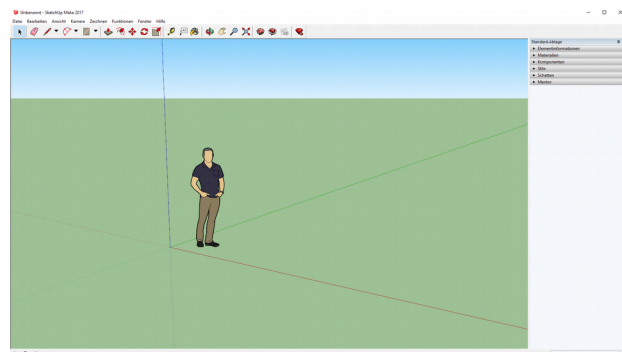 Unbenannt - SketchUp Make 2017
Datei Bearbeiten Ansicht Kamera Zeichnen Funktionen Fenster Hilfe
Standard-Ablage
Elementinformationen
Materialien
Komponenten
Stile
Schatten
Mentor